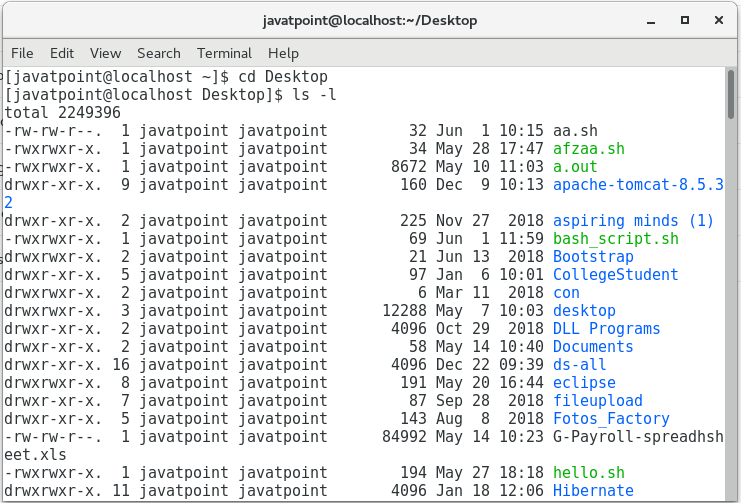 javatpoint@localhost:~/Desktop
File Edit View Search Terminal Help
[javatpoint@localhost ~]$ cd Desktop
[javatpoint@localhost Desktop]$ ls -l
total 2249396
-rw-rw-r--.  1 javatpoint javatpoint         32 Jun  1 10:15 aa.sh
-rwxrwxr-x.  1 javatpoint javatpoint         34 May 28 17:47 afzaa.sh
-rwxrwxr-x.  1 javatpoint javatpoint       8672 May 10 11:03 a.out
drwxr-xr-x.  9 javatpoint javatpoint        160 Dec  9 10:13 apache-tomcat-8.5.3
2
drwxr-xr-x.  2 javatpoint javatpoint        225 Nov 27  2018 aspiring minds (1)
-rwxrwxr-x.  1 javatpoint javatpoint         69 Jun  1 11:59 bash_script.sh
drwxrwxr-x.  2 javatpoint javatpoint         21 Jun 13  2018 Bootstrap
drwxrwxr-x.  5 javatpoint javatpoint         97 Jan  6 10:01 CollegeStudent
drwxrwxr-x.  2 javatpoint javatpoint          6 Mar 11  2018 con
drwxrwxr-x.  3 javatpoint javatpoint      12288 May  7 10:03 desktop
drwxr-xr-x.  2 javatpoint javatpoint       4096 Oct 29  2018 DLL Programs
drwxrwxr-x.  2 javatpoint javatpoint         58 May 14 10:40 Documents
drwxr-xr-x. 16 javatpoint javatpoint       4096 Dec 22 09:39 ds-all
drwxrwxr-x.  8 javatpoint javatpoint        191 May 20 16:44 eclipse
drwxrwxr-x.  7 javatpoint javatpoint         87 Sep 28  2018 fileupload
drwxr-xr-x.  5 javatpoint javatpoint        143 Aug  8  2018 Fotos_Factory
-rw-rw-r--.  1 javatpoint javatpoint      84992 May 14 10:23 G-Payroll-spreadhsh
eet.xls
-rwxrwxr-x.  1 javatpoint javatpoint        194 May 27 18:18 hello.sh
drwxrwxr-x. 11 javatpoint javatpoint       4096 Jan 18 12:06 Hibernate